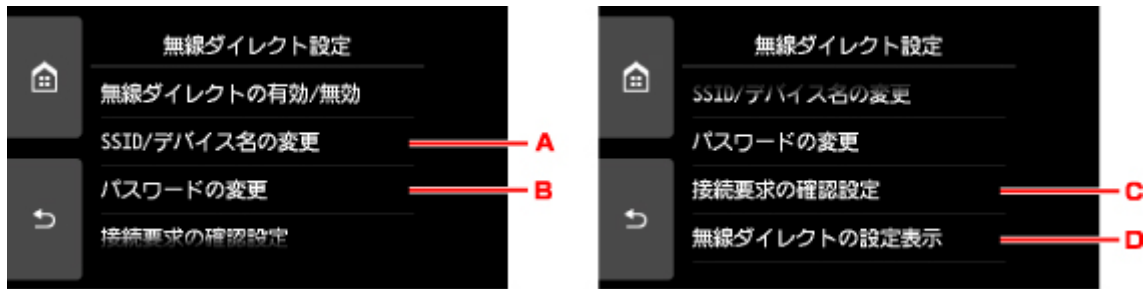 無線ダイレクト設定
無線ダイレクトの有効/無効
SSID/デバイス名の変更
A
パスワードの変更
B
接続要求の確認設定
無線ダイレクト設定
SSID/デバイス名の変更
パスワードの変更
接続要求の確認設定
C
無線ダイレクトの設定表示
D